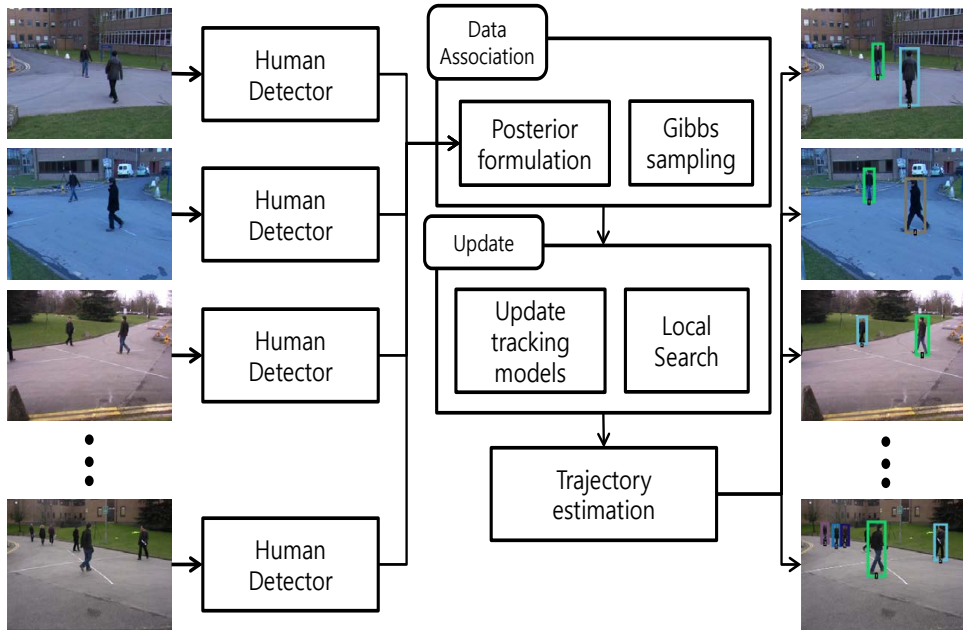 Human
Detector
Human
Detector
Human
Detector
Human
Detector
Data
Association
Posterior
formulation
Gibbs
sampling
Update
Update
tracking
models
Local
Search
Trajectory
estimation